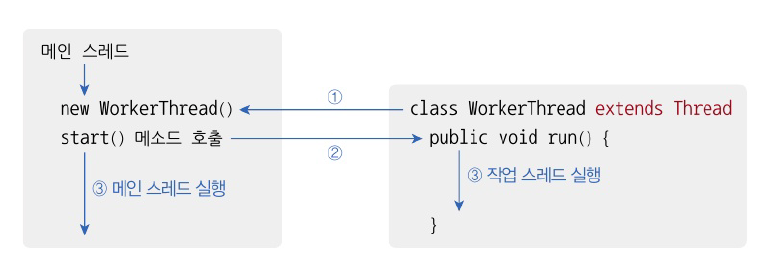 메인 스레드
new WorkerThread()
start() 메소드 호출
③ 메인 스레드 실행
①
②
class WorkerThread extends Thread
public void run() {
③ 작업 스레드 실행
}